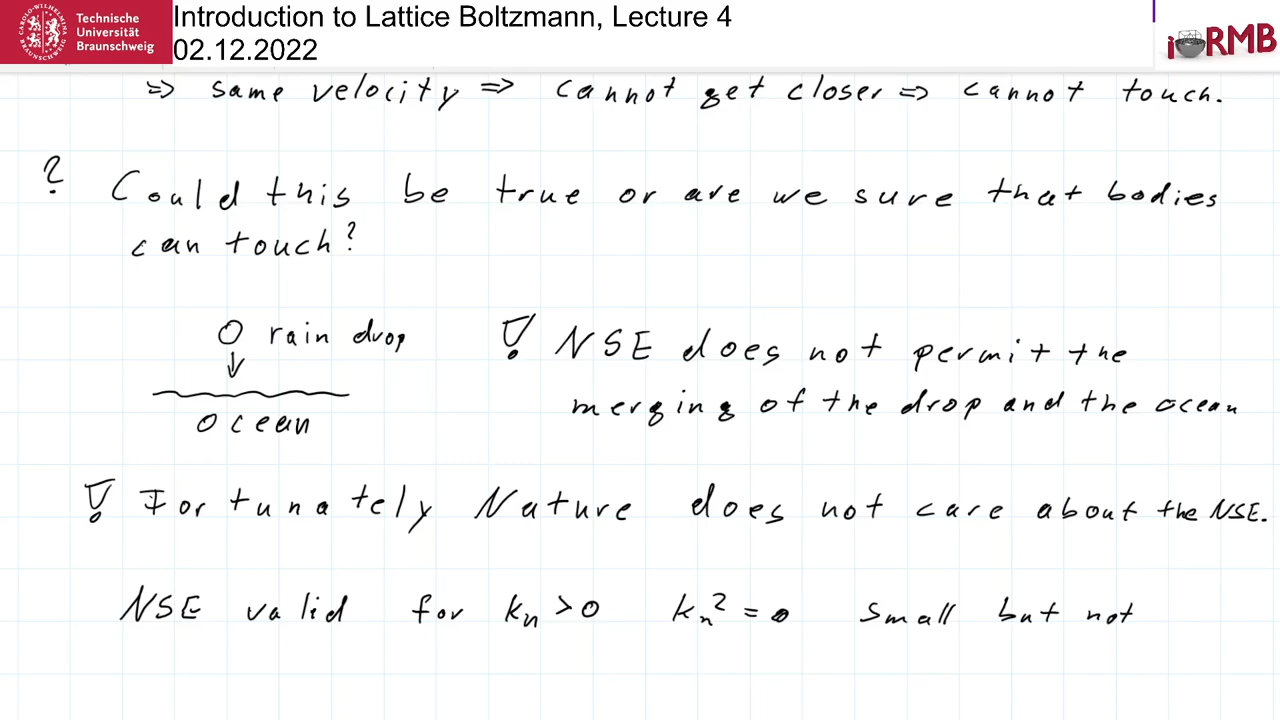 Technische
Universität
Braunschweig
Introduction to Lattice Boltzmann, Lecture 4
02.12.2022
iRMB
⇒ same velocity ⇒ cannot get closer ⇒ cannot touch.
? Could this be true or are we sure that bodies
can touch?
rain drop
ocean
! NSE does not permit the
merging of the drop and the ocean
! Fortunately Nature does not care about the NSE.
NSE valid for Kn > 0 Kn² = 0 small but not